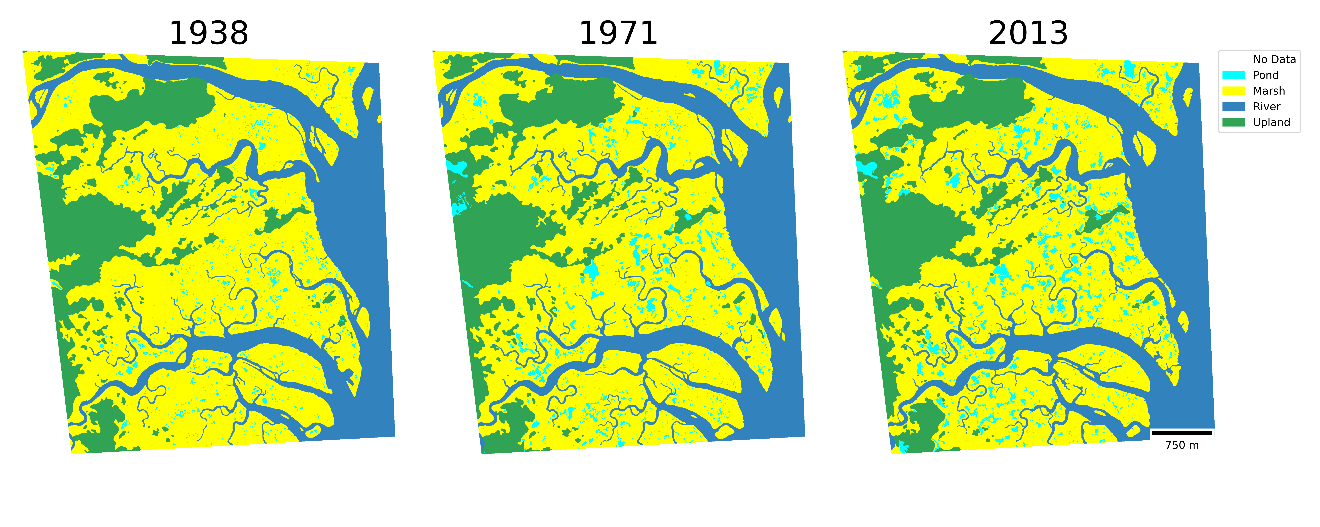 1938
1971
2013
No Data
Pond
Marsh
River
Upland
750 m